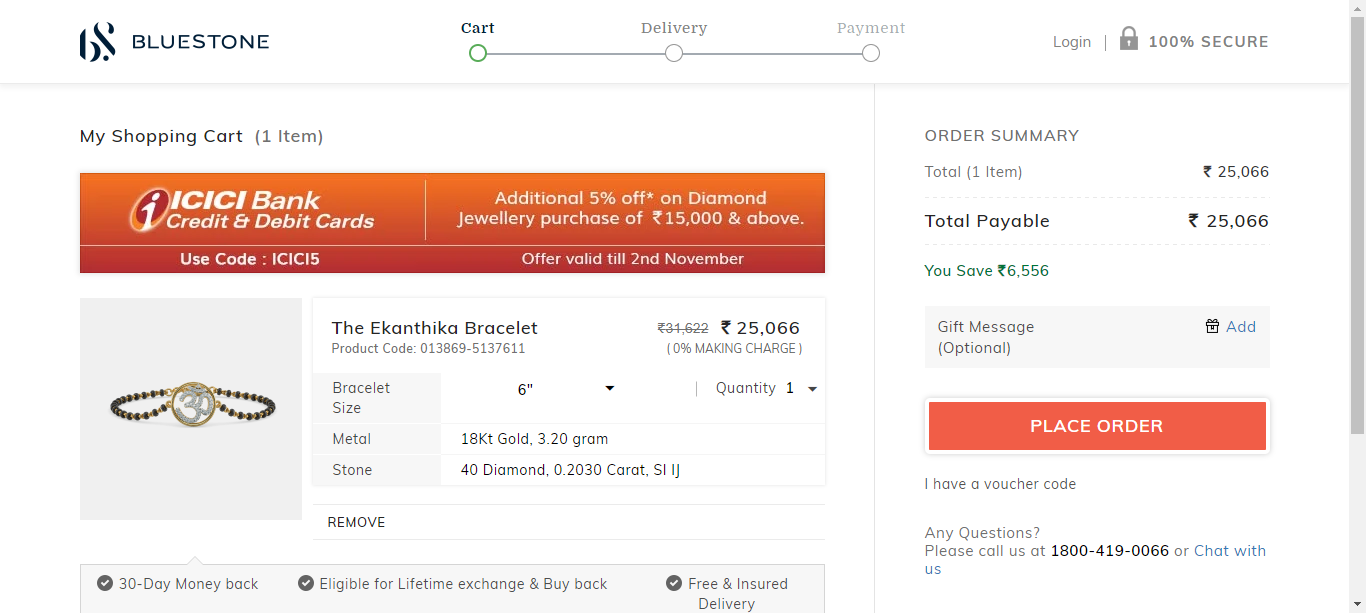 BLUESTONE
Cart
Delivery
Payment
Login | 100% SECURE
My Shopping Cart (1 Item)
ICICI Bank
Credit & Debit Cards
Additional 5% off* on Diamond
Jewellery purchase of ₹15,000 & above.
Use Code : ICICI5
Offer valid till 2nd November
The Ekanthika Bracelet
₹31,622 ₹ 25,066
Product Code: 013869-5137611
( 0% MAKING CHARGE )
Bracelet
Size
6"
| Quantity 1
Metal
18Kt Gold, 3.20 gram
Stone
40 Diamond, 0.2030 Carat, SI IJ
REMOVE
30-Day Money back
Eligible for Lifetime exchange & Buy back
Free & Insured
Delivery
ORDER SUMMARY
Total (1 Item) ₹ 25,066
Total Payable ₹ 25,066
You Save ₹6,556
Gift Message
(Optional)
Add
PLACE ORDER
I have a voucher code
Any Questions?
Please call us at 1800-419-0066 or Chat with
us